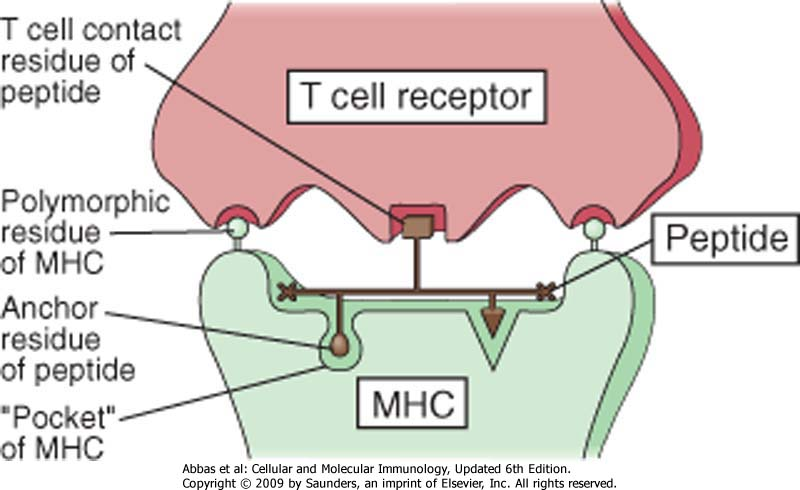 T cell contact
residue of
peptide
T cell receptor
Polymorphic
residue
of MHC
Peptide
Anchor
residue
of peptide
MHC
"Pocket"
of MHC
Abbas et al: Cellular and Molecular Immunology, Updated 6th Edition.
Copyright © 2009 by Saunders, an imprint of Elsevier, Inc. All rights reserved.